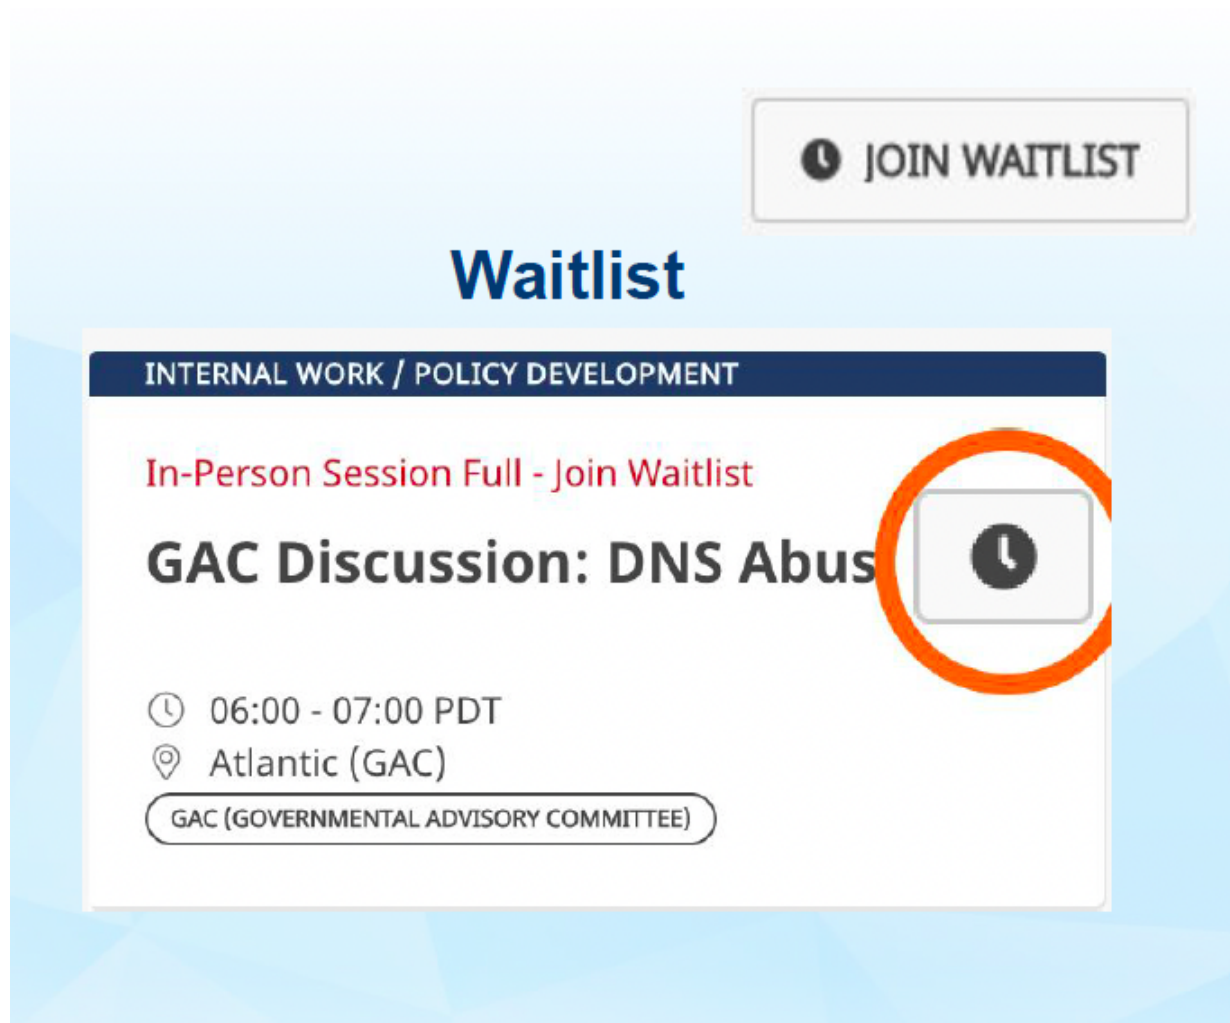 JOIN WAITLIST
Waitlist
INTERNAL WORK / POLICY DEVELOPMENT
In-Person Session Full - Join Waitlist
GAC Discussion: DNS Abus
06:00 - 07:00 PDT
Atlantic (GAC)
GAC (GOVERNMENTAL ADVISORY COMMITTEE)